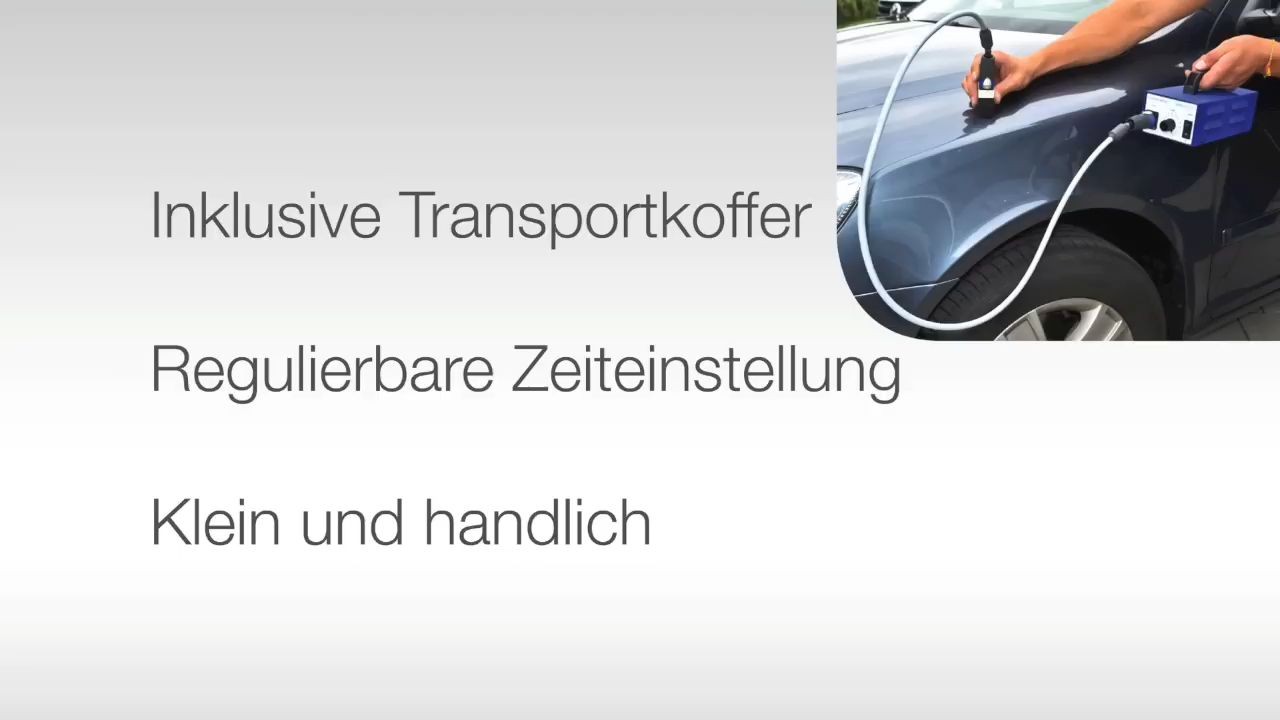 Inklusive Transportkoffer
Regulierbare Zeiteinstellung
Klein und handlich